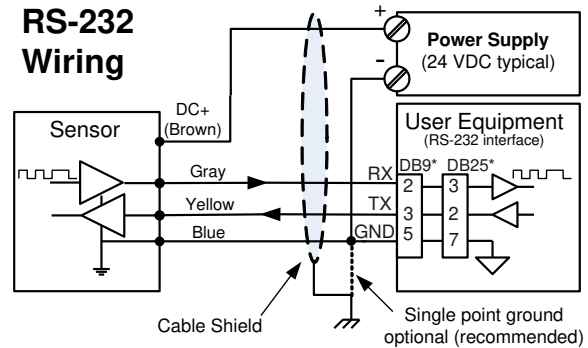 RS-232
Wiring
+
Power Supply
(24 VDC typical)
-
DC+
(Brown)
Sensor
User Equipment
(RS-232 interface)
DB9* DB25*
Gray
RX
2
3
Yellow
TX
3
2
Blue
GND
5
7
Cable Shield
Single point ground
optional (recommended)